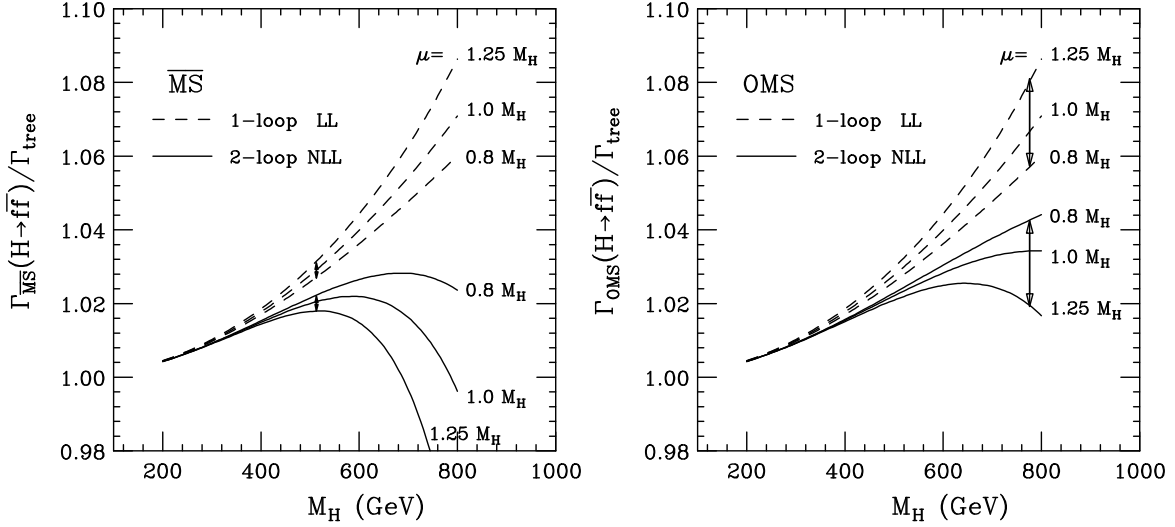 1.10
1.08
1.06
1.04
1.02
1.00
0.98
Γ_M̅S̅(H→ff̅)/Γ_tree
M̅S̅
1-loop LL
2-loop NLL
μ= 1.25 M_H
1.0 M_H
0.8 M_H
0.8 M_H
1.0 M_H
1.25 M_H
200 400 600 800 1000
M_H (GeV)
1.10
1.08
1.06
1.04
1.02
1.00
0.98
Γ_OMS(H→ff̅)/Γ_tree
OMS
1-loop LL
2-loop NLL
μ= 1.25 M_H
1.0 M_H
0.8 M_H
0.8 M_H
1.0 M_H
1.25 M_H
200 400 600 800 1000
M_H (GeV)